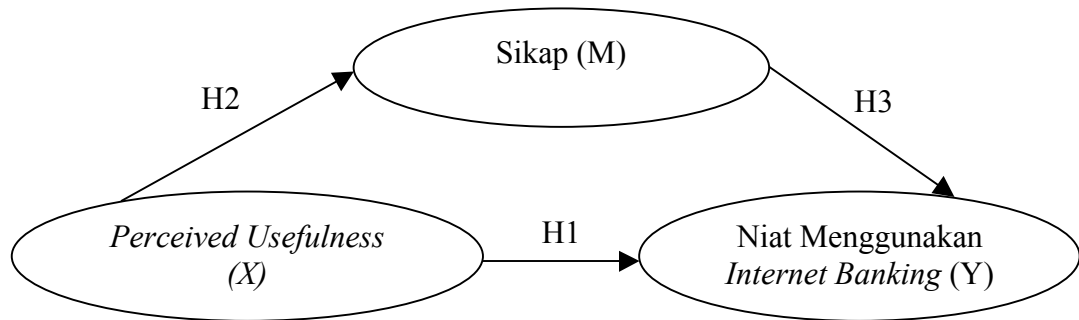 Sikap (M)
H2
H3
Perceived Usefulness
(X)
H1
Niat Menggunakan
Internet Banking (Y)